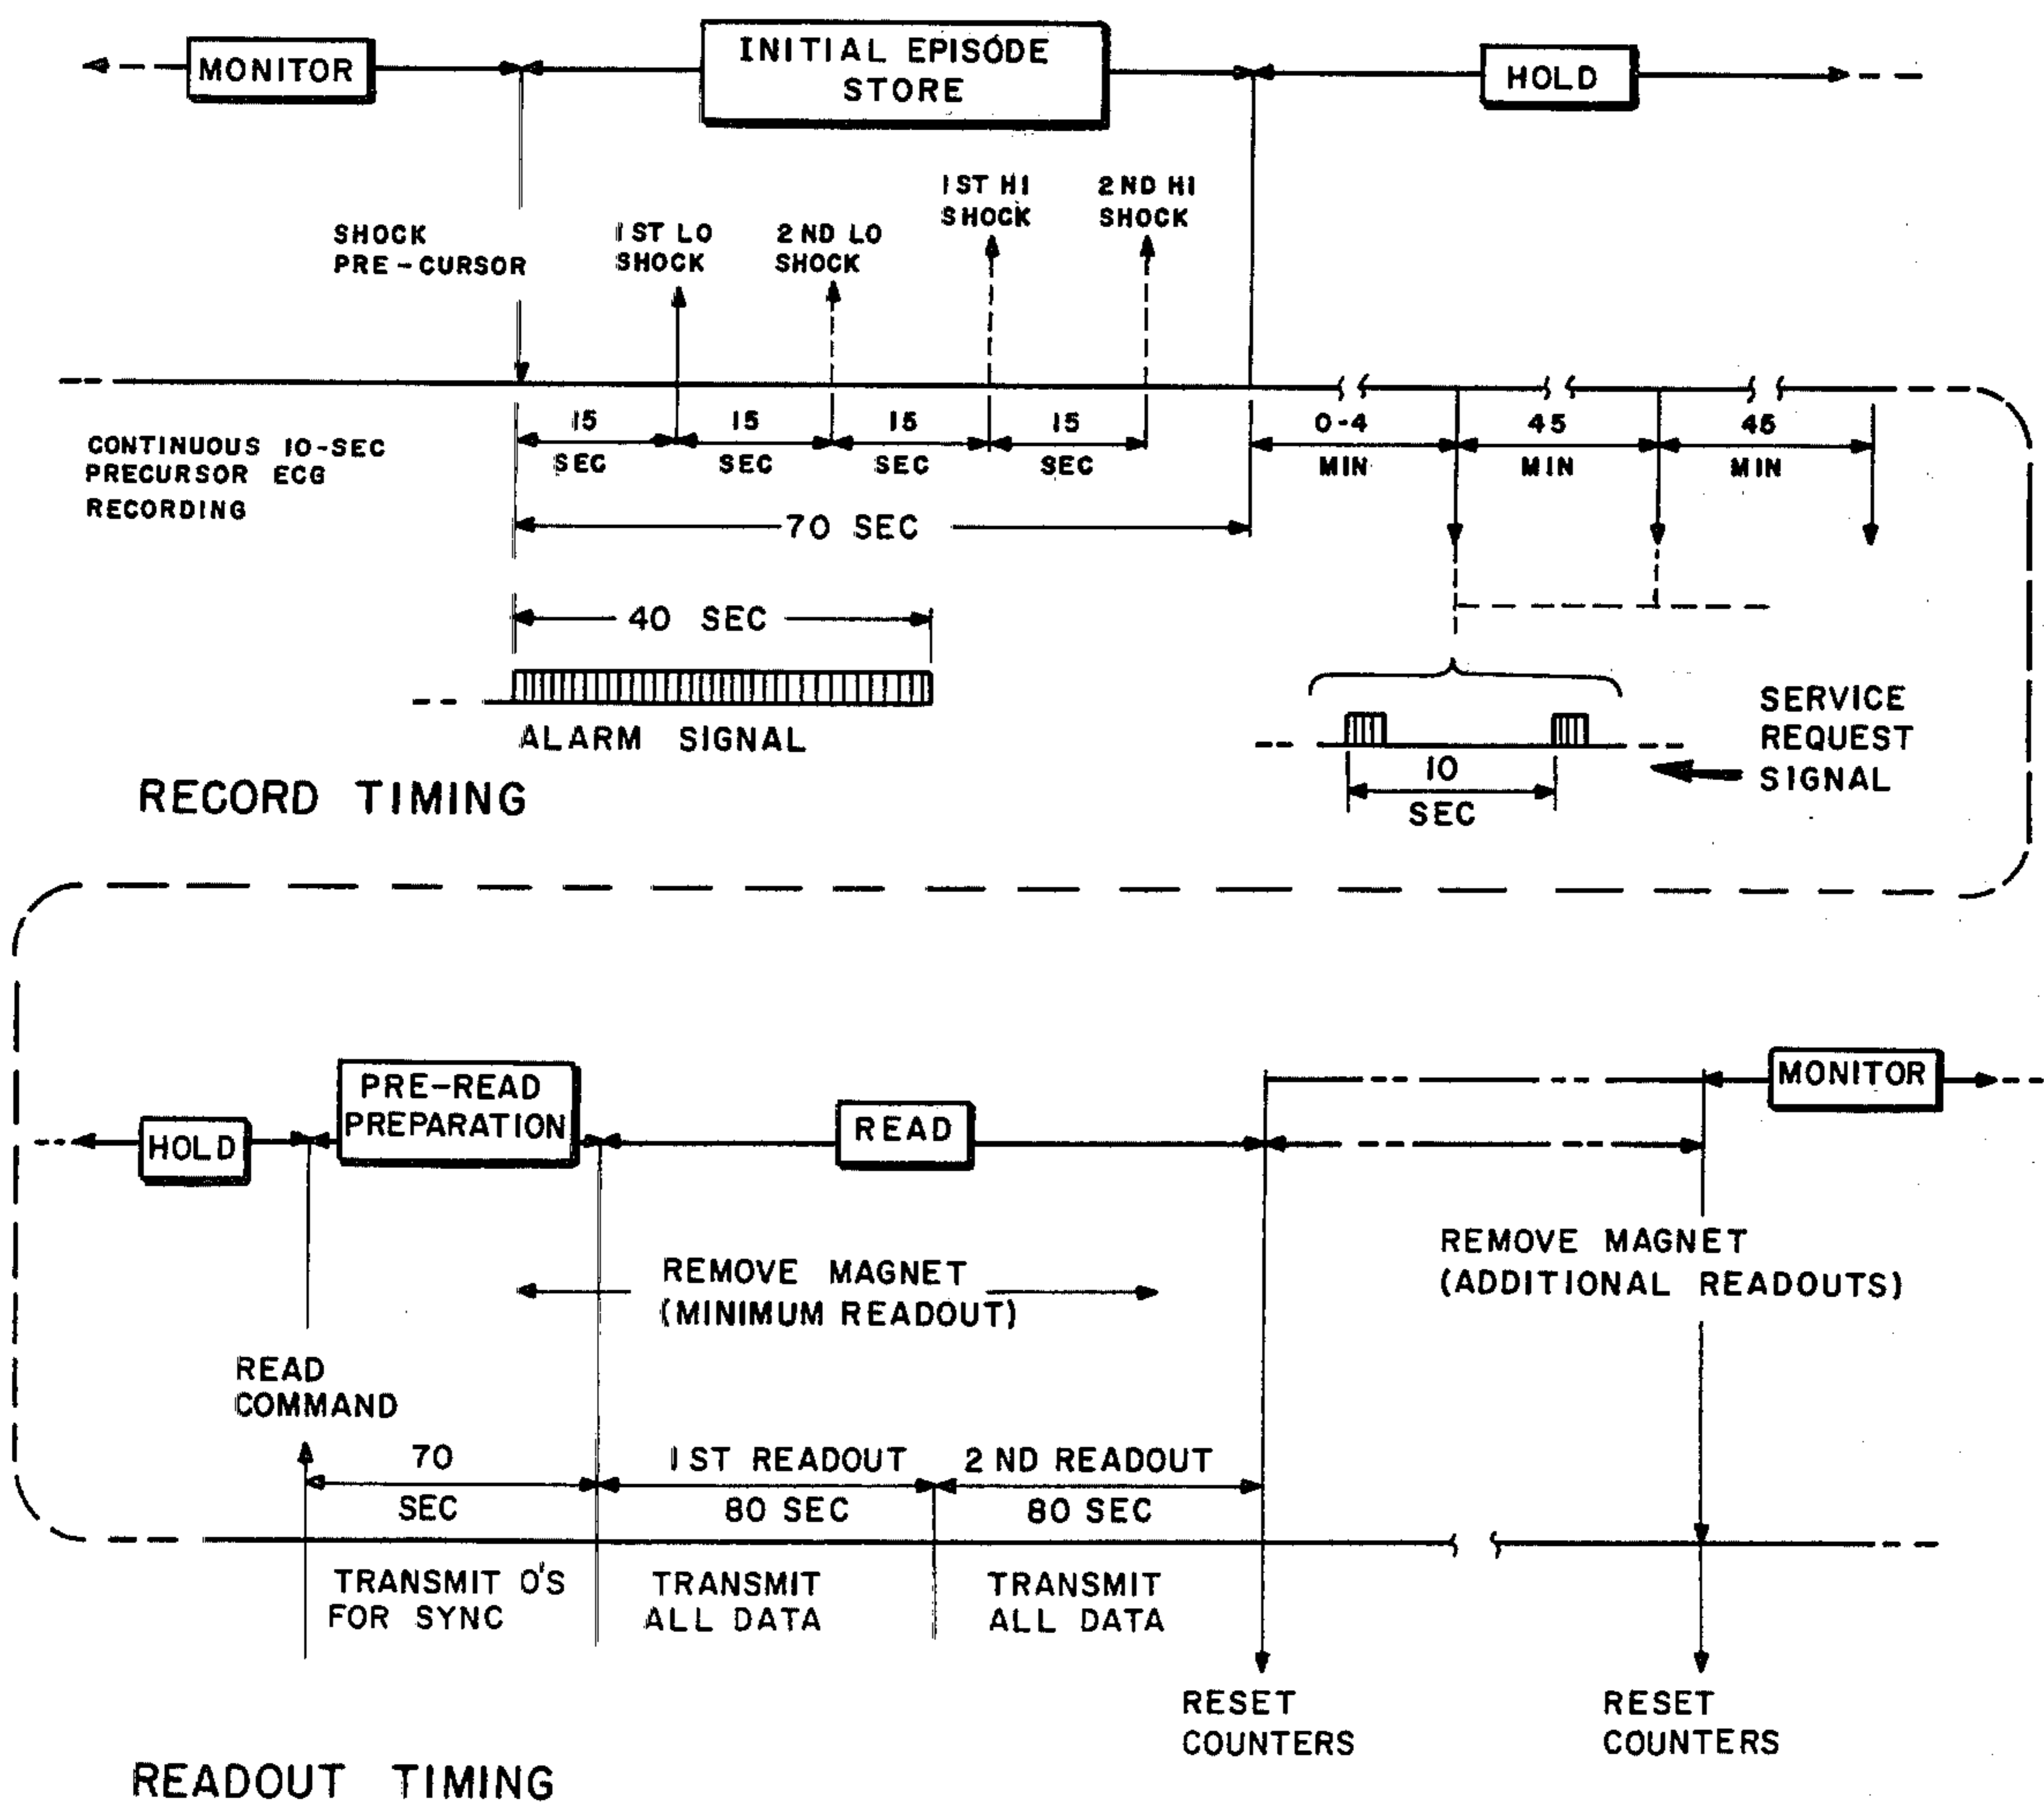 MONITOR
INITIAL EPISODE
STORE
HOLD
SHOCK
PRE-CURSOR
1ST LO
SHOCK
2ND LO
SHOCK
1ST HI
SHOCK
2ND HI
SHOCK
CONTINUOUS 10-SEC
PRECURSOR ECG
RECORDING
15
SEC
15
SEC
15
SEC
15
SEC
0-4
MIN
45
MIN
45
MIN
70 SEC
40 SEC
ALARM SIGNAL
10
SEC
SERVICE
REQUEST
SIGNAL
RECORD TIMING
HOLD
PRE-READ
PREPARATION
READ
MONITOR
REMOVE MAGNET
(MINIMUM READOUT)
REMOVE MAGNET
(ADDITIONAL READOUTS)
READ
COMMAND
70
SEC
1ST READOUT
80 SEC
2ND READOUT
80 SEC
TRANSMIT 0'S
FOR SYNC
TRANSMIT
ALL DATA
TRANSMIT
ALL DATA
RESET
COUNTERS
RESET
COUNTERS
READOUT TIMING